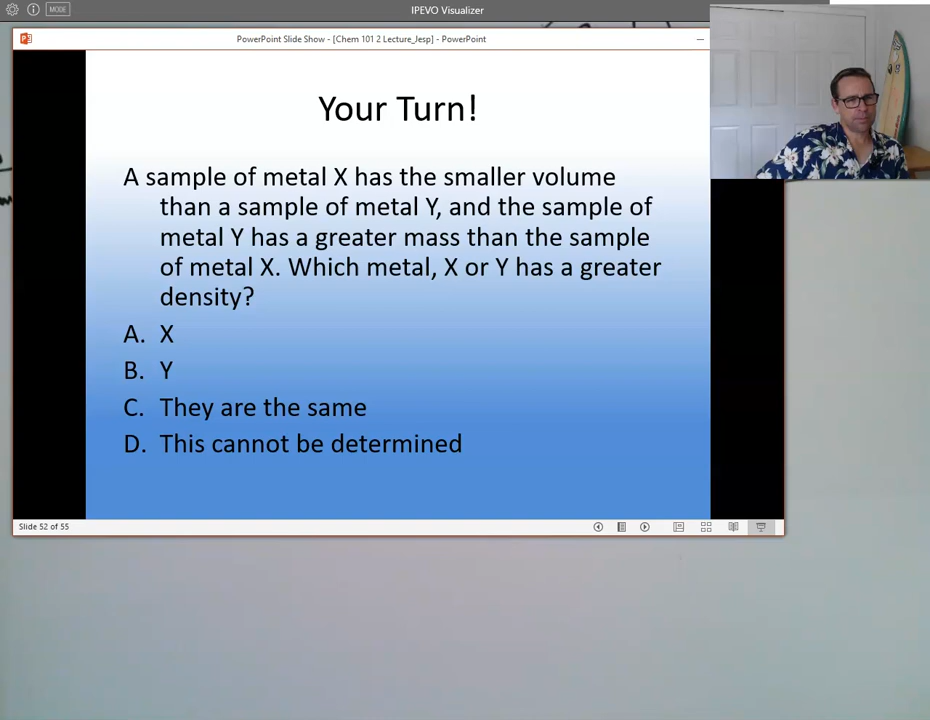 MODE
IPEVO Visualizer
PowerPoint Slide Show - [Chem 101 2 Lecture_Jesp] - PowerPoint
Your Turn!
A sample of metal X has the smaller volume
than a sample of metal Y, and the sample of
metal Y has a greater mass than the sample
of metal X. Which metal, X or Y has a greater
density?
A. X
B. Y
C. They are the same
D. This cannot be determined
Slide 52 of 55